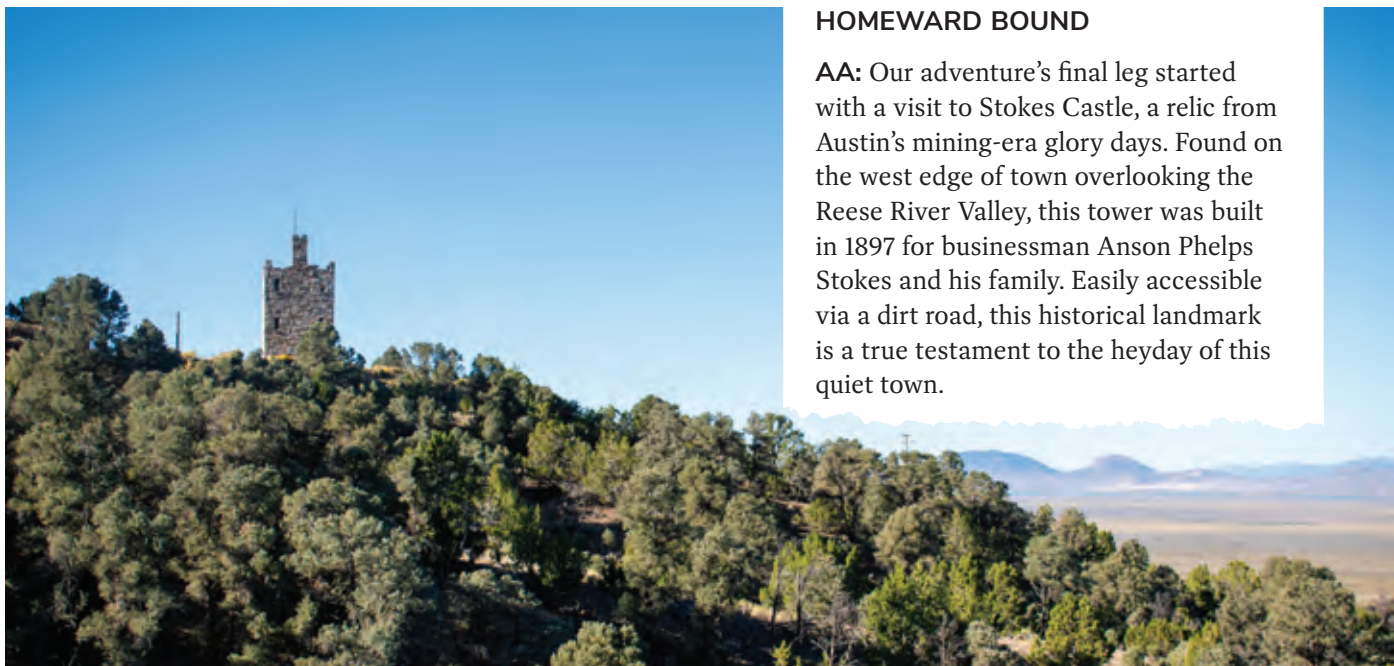 HOMEWARD BOUND
AA: Our adventure’s final leg started
with a visit to Stokes Castle, a relic from
Austin’s mining-era glory days. Found on
the west edge of town overlooking the
Reese River Valley, this tower was built
in 1897 for businessman Anson Phelps
Stokes and his family. Easily accessible
via a dirt road, this historical landmark
is a true testament to the heyday of this
quiet town.